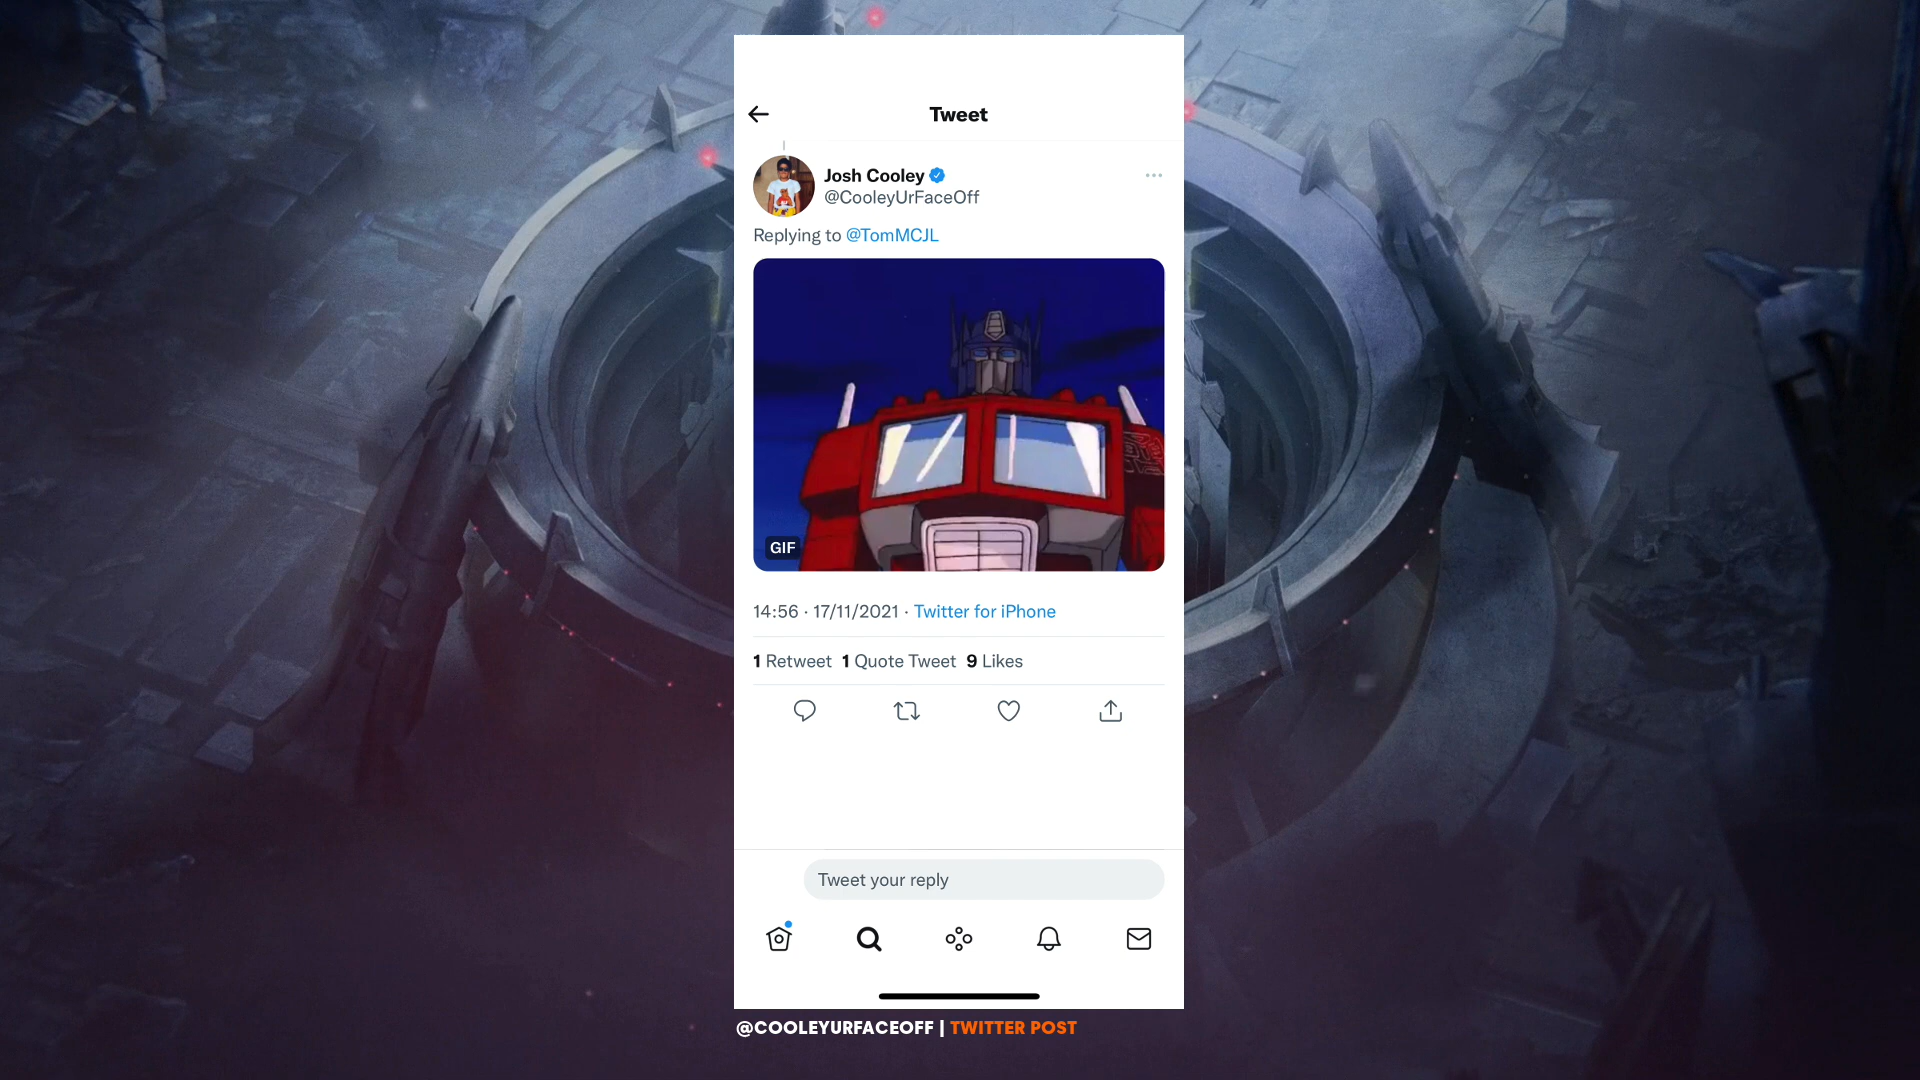 Tweet
Josh Cooley
@CooleyUrFaceOff
Replying to @TomMCJL
GIF
14:56 · 17/11/2021 · Twitter for iPhone
1 Retweet 1 Quote Tweet 9 Likes
Tweet your reply
@COOLEYURFACEOFF | TWITTER POST